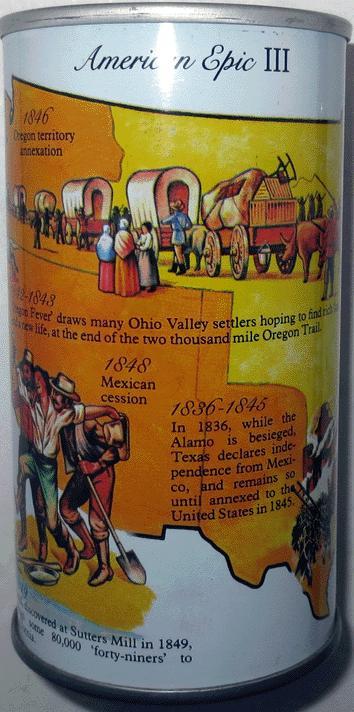 American Epic III
1846
Oregon territory
annexation
-1843
Fever' draws many Ohio Valley settlers hoping to find rich
new life, at the end of the two thousand mile Oregon Trail.
1848
Mexican
cession
1836-1845
In 1836, while the
Alamo is besieged,
Texas declares inde-
pendence from Mexi-
co, and remains so
until annexed to the
United States in 1845.
discovered at Sutters Mill in 1849,
some 80,000 'forty-niners' to